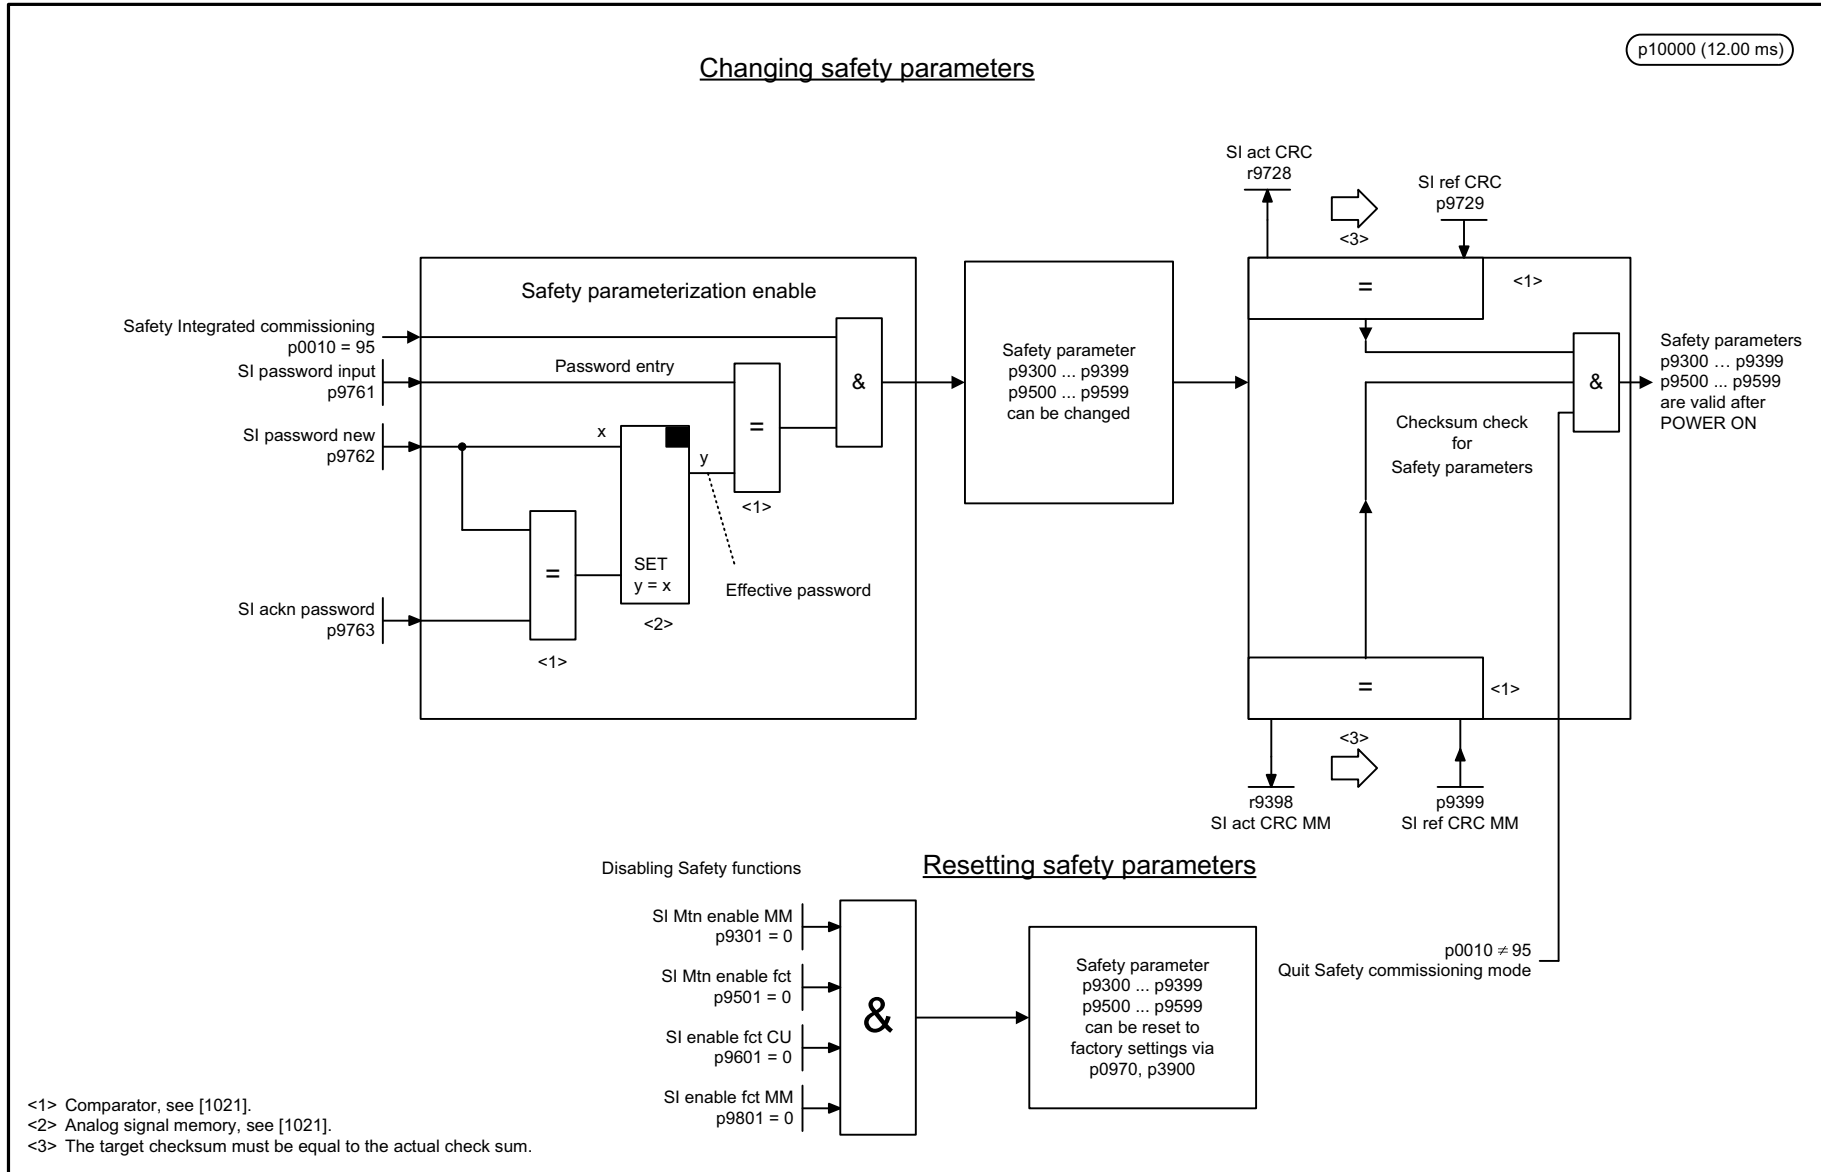 p10000 (12.00 ms)
Changing safety parameters
SI act CRC
r9728
SI ref CRC
p9729
<3>
Safety parameterization enable
=
<1>
Safety Integrated commissioning
p0010 = 95
SI password input
p9761
Password entry
&
Safety parameter
p9300 ... p9399
p9500 ... p9599
can be changed
&
Safety parameters
p9300 … p9399
p9500 ... p9599
are valid after
POWER ON
SI password new
p9762
x
y
=
<1>
Checksum check
for
Safety parameters
=
<1>
SET
y = x
<2>
Effective password
SI ackn password
p9763
=
<1>
<3>
r9398
SI act CRC MM
p9399
SI ref CRC MM
Disabling Safety functions
Resetting safety parameters
SI Mtn enable MM
p9301 = 0
SI Mtn enable fct
p9501 = 0
SI enable fct CU
p9601 = 0
SI enable fct MM
p9801 = 0
&
Safety parameter
p9300 ... p9399
p9500 ... p9599
can be reset to
factory settings via
p0970, p3900
p0010 ≠ 95
Quit Safety commissioning mode
<1> Comparator, see [1021].
<2> Analog signal memory, see [1021].
<3> The target checksum must be equal to the actual check sum.